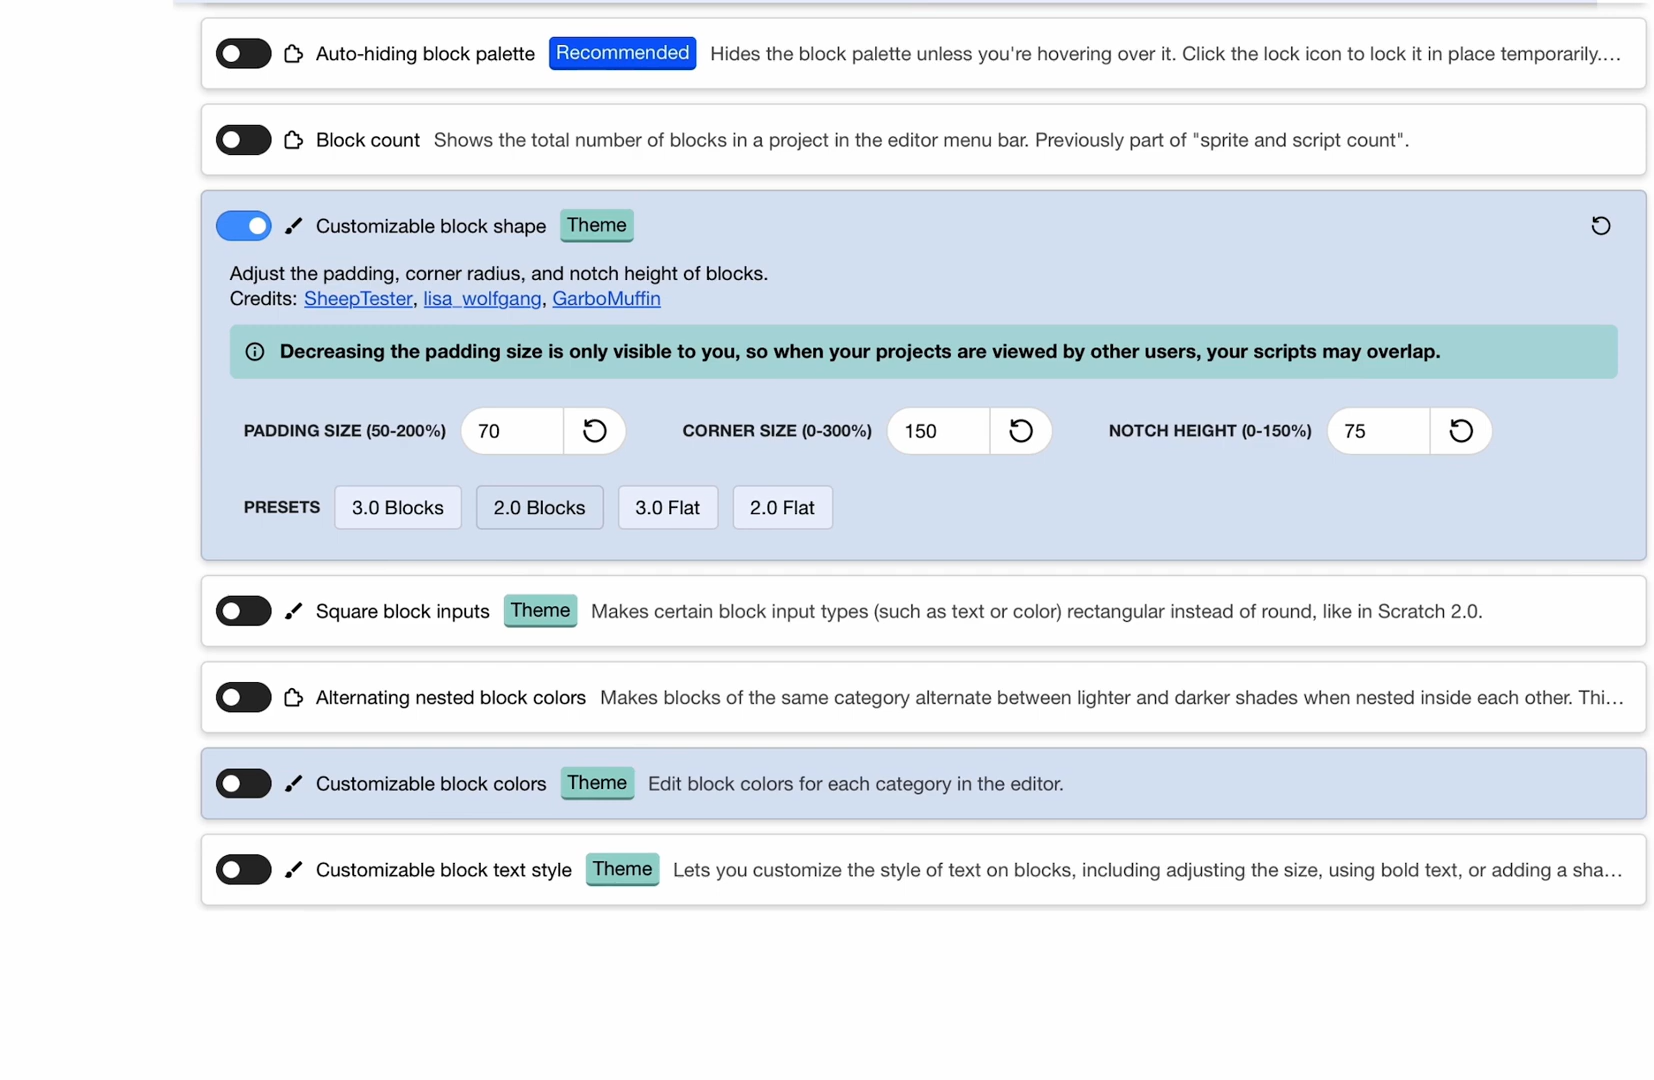 Auto-hiding block palette Recommended Hides the block palette unless you're hovering over it. Click the lock icon to lock it in place temporarily....
Block count Shows the total number of blocks in a project in the editor menu bar. Previously part of "sprite and script count".
Customizable block shape Theme
Adjust the padding, corner radius, and notch height of blocks.
Credits: SheepTester, lisa_wolfgang, GarboMuffin
Decreasing the padding size is only visible to you, so when your projects are viewed by other users, your scripts may overlap.
PADDING SIZE (50-200%) 70 CORNER SIZE (0-300%) 150 NOTCH HEIGHT (0-150%) 75
PRESETS 3.0 Blocks 2.0 Blocks 3.0 Flat 2.0 Flat
Square block inputs Theme Makes certain block input types (such as text or color) rectangular instead of round, like in Scratch 2.0.
Alternating nested block colors Makes blocks of the same category alternate between lighter and darker shades when nested inside each other. Thi...
Customizable block colors Theme Edit block colors for each category in the editor.
Customizable block text style Theme Lets you customize the style of text on blocks, including adjusting the size, using bold text, or adding a sha...